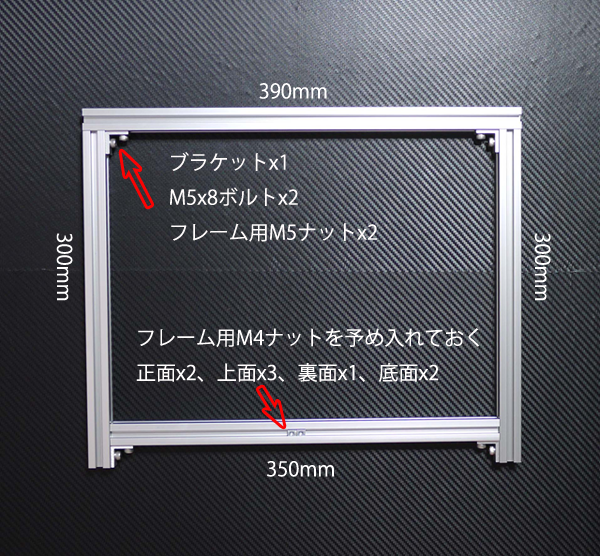 390mm
ブラケットx1
M5x8ボルトx2
フレーム用M5ナットx2
300mm
300mm
フレーム用M4ナットを予め入れておく
正面x2、上面x3、裏面x1、底面x2
350mm